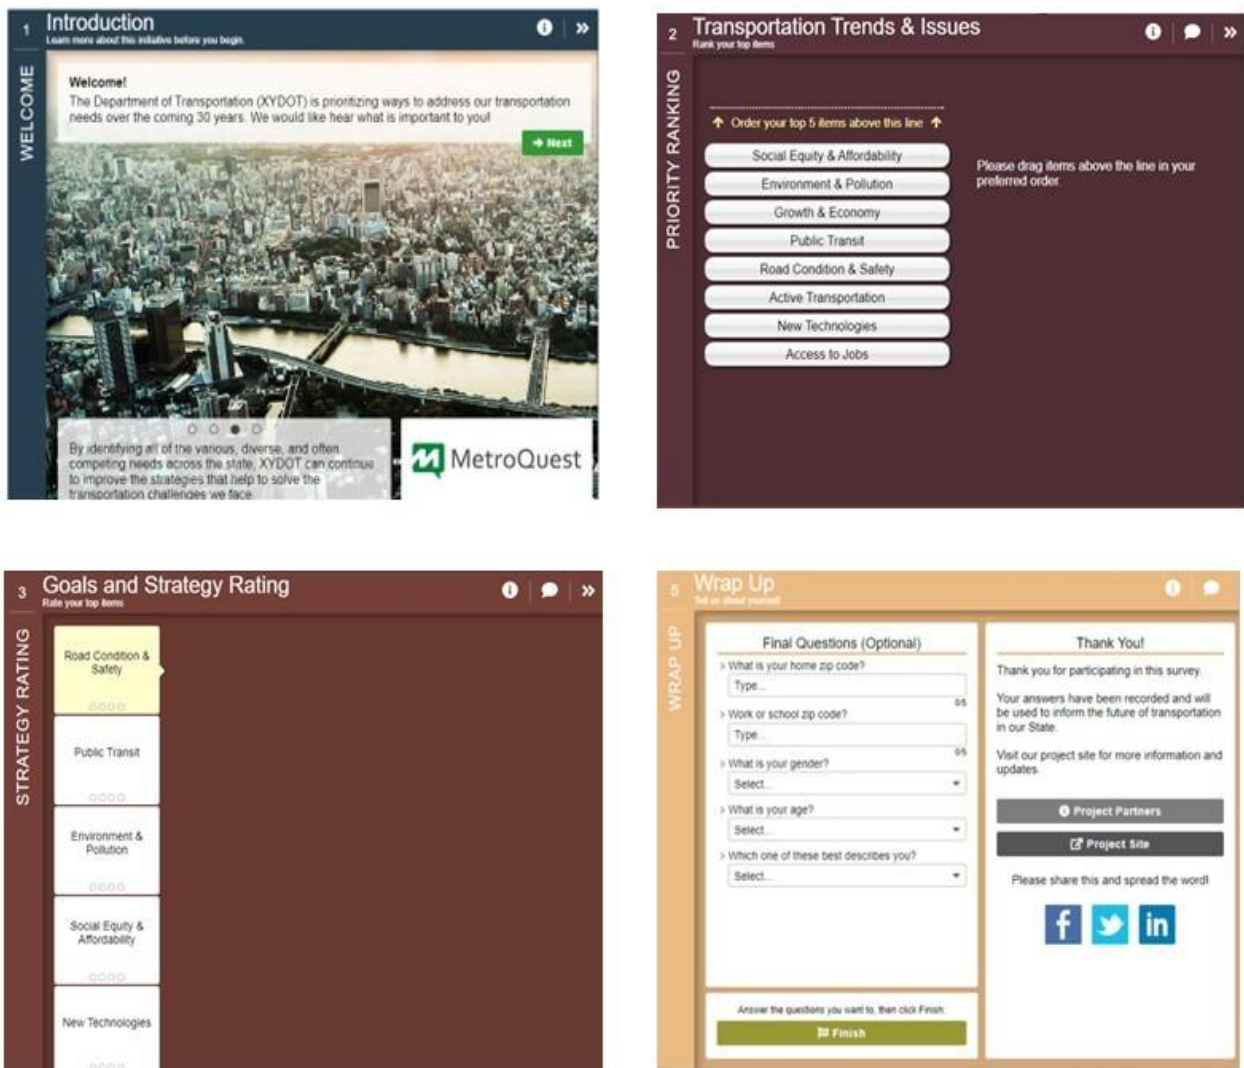 1
Introduction
Learn more about this initiative before you begin.
WELCOME
Welcome!
The Department of Transportation (XYDOT) is prioritizing ways to address our transportation
needs over the coming 30 years. We would like hear what is important to you!
Next
By identifying all of the various, diverse, and often
competing needs across the state, XYDOT can continue
to improve the strategies that help to solve the
transportation challenges we face.
MetroQuest
2
Transportation Trends & Issues
Rank your top items
PRIORITY RANKING
Order your top 5 items above this line
Social Equity & Affordability
Environment & Pollution
Growth & Economy
Public Transit
Road Condition & Safety
Active Transportation
New Technologies
Access to Jobs
Please drag items above the line in your
preferred order.
3
Goals and Strategy Rating
Rate your top items
STRATEGY RATING
Road Condition &
Safety
Public Transit
Environment &
Pollution
Social Equity &
Affordability
New Technologies
5
Wrap Up
Tell us about yourself
WRAP UP
Final Questions (Optional)
> What is your home zip code?
Type...
0/5
> Work or school zip code?
Type...
0/5
> What is your gender?
Select...
> What is your age?
Select...
> Which one of these best describes you?
Select...
Answer the questions you want to, then click Finish:
Finish
Thank You!
Thank you for participating in this survey.
Your answers have been recorded and will
be used to inform the future of transportation
in our State.
Visit our project site for more information and
updates.
Project Partners
Project Site
Please share this and spread the word!